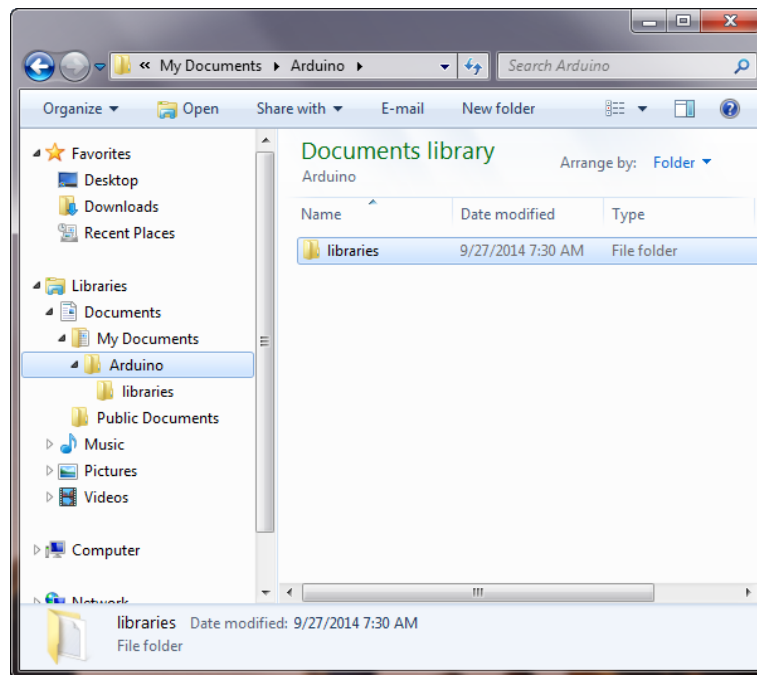 « My Documents Arduino
Search Arduino
Organize Open Share with E-mail New folder
Favorites
Desktop
Downloads
Recent Places
Libraries
Documents
My Documents
Arduino
libraries
Public Documents
Music
Pictures
Videos
Computer
Network
Documents library
Arduino
Arrange by: Folder
Name Date modified Type
libraries 9/27/2014 7:30 AM File folder
libraries Date modified: 9/27/2014 7:30 AM
File folder